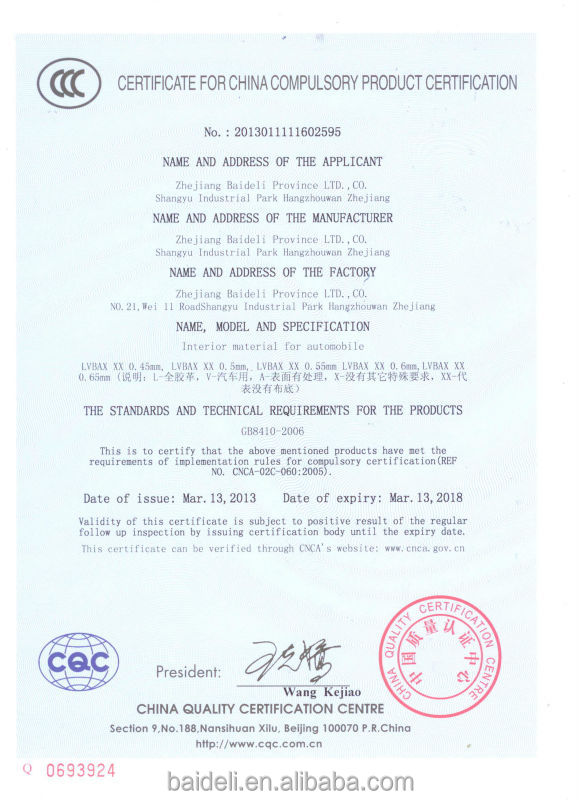 CERTIFICATE FOR CHINA COMPULSORY PRODUCT CERTIFICATION
No. : 2013011111602595
NAME AND ADDRESS OF THE APPLICANT
Zhejiang Baideli Province LTD.,CO.
Shangyu Industrial Park Hangzhouwan Zhejiang
NAME AND ADDRESS OF THE MANUFACTURER
Zhejiang Baideli Province LTD.,CO.
Shangyu Industrial Park Hangzhouwan Zhejiang
NAME AND ADDRESS OF THE FACTORY
Zhejiang Baideli Province LTD.,CO.
NO.21,Wei 11 RoadShangyu Industrial Park Hangzhouwan Zhejiang
NAME, MODEL AND SPECIFICATION
Interior material for automobile
LVBAX XX 0.45mm, LVBAX XX 0.5mm, LVBAX XX 0.55mm LVBAX XX 0.6mm,LVBAX XX
0.65mm (说明: L-全胶革, V-汽车用, A-表面有处理, X-没有其它特殊要求, XX-代
表没有布底)
THE STANDARDS AND TECHNICAL REQUIREMENTS FOR THE PRODUCTS
GB8410-2006
This is to certify that the above mentioned products have met the
requirements of implementation rules for compulsory certification(REF
NO. CNCA-02C-060:2005).
Date of issue: Mar.13,2013 Date of expiry: Mar.13,2018
Validity of this certificate is subject to positive result of the regular
follow up inspection by issuing certification body until the expiry date.
This certificate can be verified through CNCA's website: www.cnca.gov.cn
CHINA QUALITY CERTIFICATION CENTRE
中国质量认证中心
CQC
President:
Wang Kejiao
CHINA QUALITY CERTIFICATION CENTRE
Section 9,No.188,Nansihuan Xilu, Beijing 100070 P.R.China
http://www.cqc.com.cn
Q 0693924
baideli.en.alibaba.com